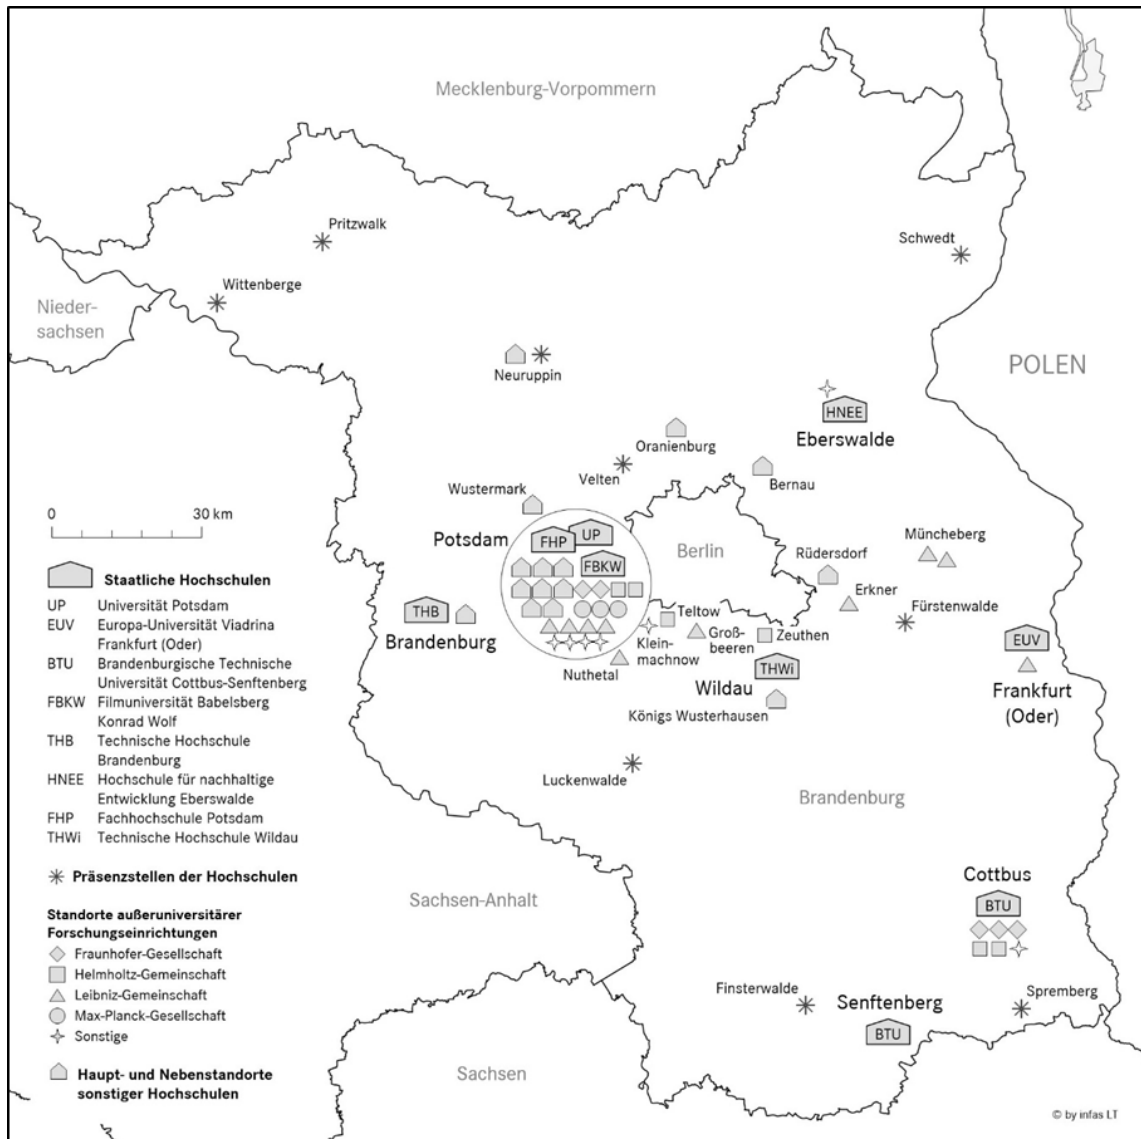 Mecklenburg-Vorpommern
Pritzwalk
Schwedt
Wittenberge
Nieder-
sachsen
Neuruppin
POLEN
HNEE
Eberswalde
Oranienburg
Velten
Bernau
Wustermark
0 30 km
Potsdam
FHP
UP
FBKW
Berlin
Müncheberg
Rüdersdorf
Erkner
Fürstenwalde
THB
Brandenburg
Teltow
Klein-
machnow
Groß-
beeren
Zeuthen
Nuthetal
THWi
Wildau
Königs Wusterhausen
EUV
Frankfurt
(Oder)
Luckenwalde
Brandenburg
Staatliche Hochschulen
UP Universität Potsdam
EUV Europa-Universität Viadrina
Frankfurt (Oder)
BTU Brandenburgische Technische
Universität Cottbus-Senftenberg
FBKW Filmuniversität Babelsberg
Konrad Wolf
THB Technische Hochschule
Brandenburg
HNEE Hochschule für nachhaltige
Entwicklung Eberswalde
FHP Fachhochschule Potsdam
THWi Technische Hochschule Wildau
Präsenzstellen der Hochschulen
Standorte außeruniversitärer
Forschungseinrichtungen
Fraunhofer-Gesellschaft
Helmholtz-Gemeinschaft
Leibniz-Gemeinschaft
Max-Planck-Gesellschaft
Sonstige
Haupt- und Nebenstandorte
sonstiger Hochschulen
Sachsen-Anhalt
Cottbus
BTU
Finsterwalde
Senftenberg
BTU
Spremberg
Sachsen
© by infas LT